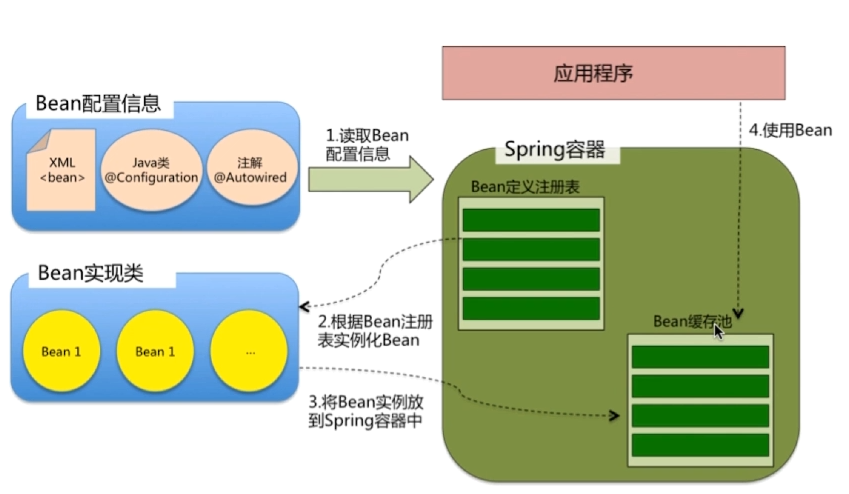 应用程序
Bean配置信息
XML
<bean>
Java类
@Configuration
注解
@Autowired
1.读取Bean
配置信息
4.使用Bean
Spring容器
Bean定义注册表
Bean实现类
Bean 1
Bean 1
...
2.根据Bean注册
表实例化Bean
Bean缓存池
3.将Bean实例放
到Spring容器中